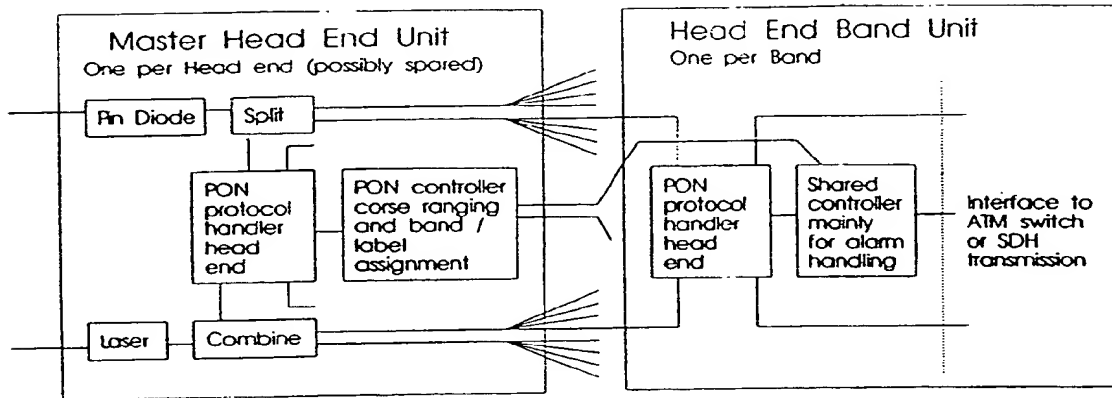 Master Head End Unit
One per Head end (possibly spared)
Pin Diode
Split
PON
protocol
handler
head
end
PON controller
corse ranging
and band /
label
assignment
Laser
Combine
Head End Band Unit
One per Band
PON
protocol
handler
head
end
Shared
controller
mainly
for alarm
handling
Interface to
ATM switch
or SDH
transmission